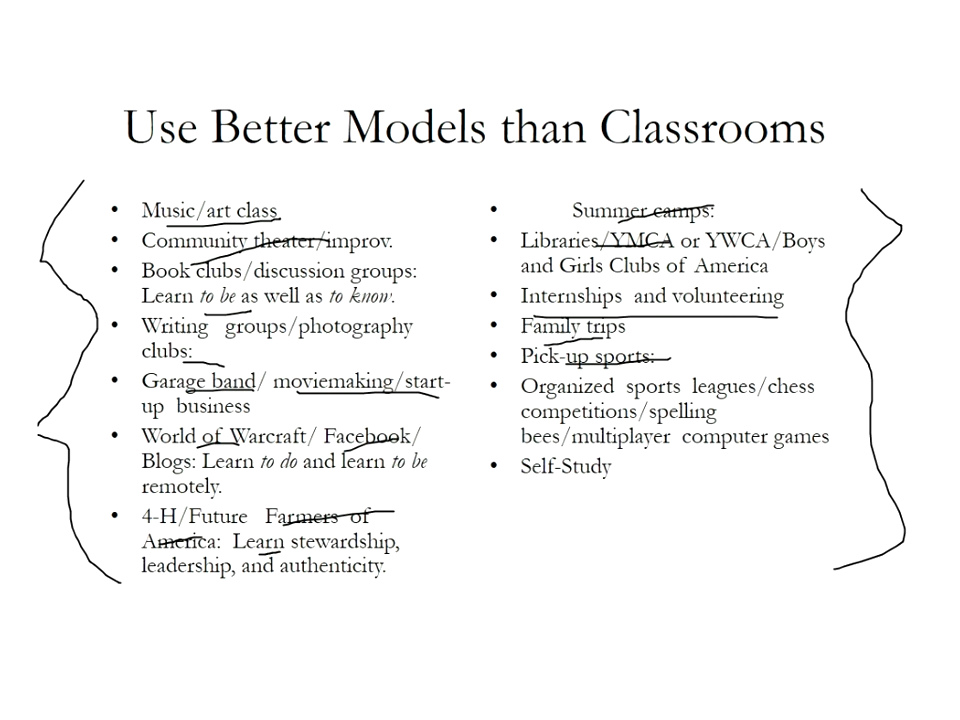 Use Better Models than Classrooms
• Music/art class
• Community theater/improv.
• Book clubs/discussion groups:
Learn to be as well as to know.
• Writing groups/photography
clubs:
• Garage band/ moviemaking/start-
up business
• World of Warcraft/ Facebook/
Blogs: Learn to do and learn to be
remotely.
• 4-H/Future Farmers of
America: Learn stewardship,
leadership, and authenticity.
• Summer camps:
• Libraries/YMCA or YWCA/Boys
and Girls Clubs of America
• Internships and volunteering
• Family trips
• Pick-up sports:
• Organized sports leagues/chess
competitions/spelling
bees/multiplayer computer games
• Self-Study